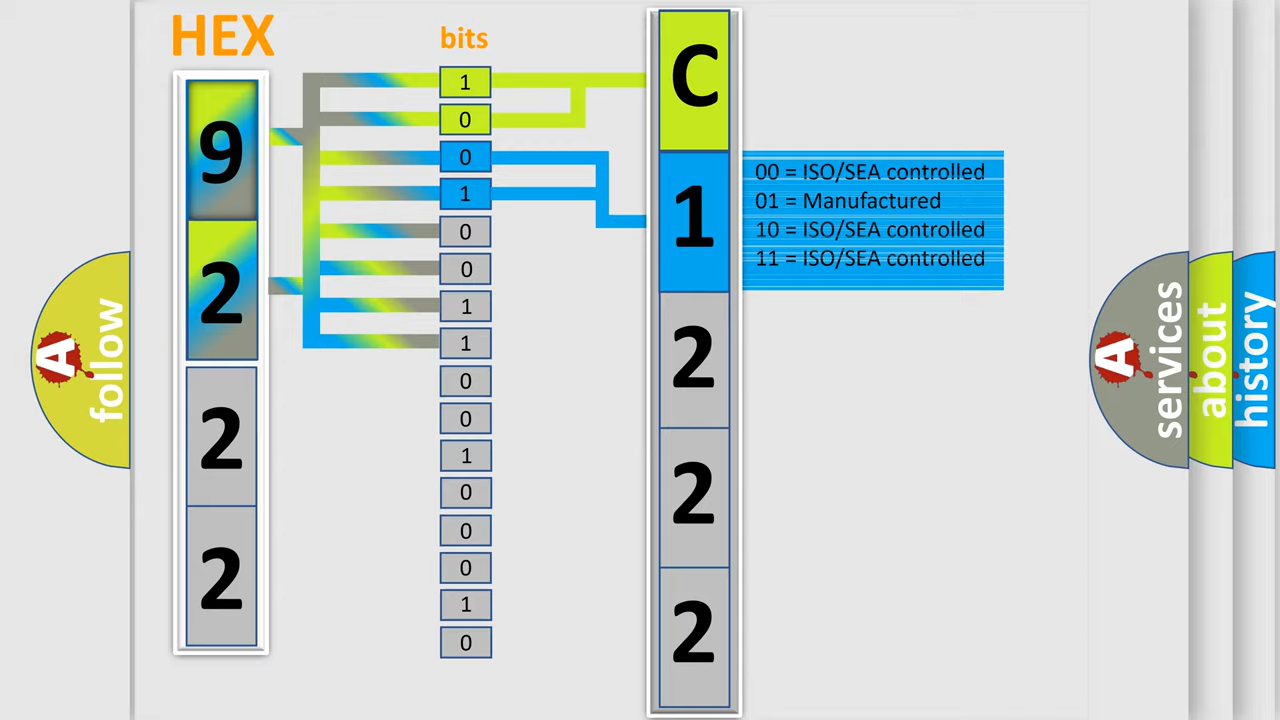 HEX
bits
9
2
2
2
1
0
0
1
0
0
1
1
0
0
1
0
0
0
1
0
C
1
2
2
2
00 = ISO/SEA controlled
01 = Manufactured
10 = ISO/SEA controlled
11 = ISO/SEA controlled
A
follow
A
services
about
history